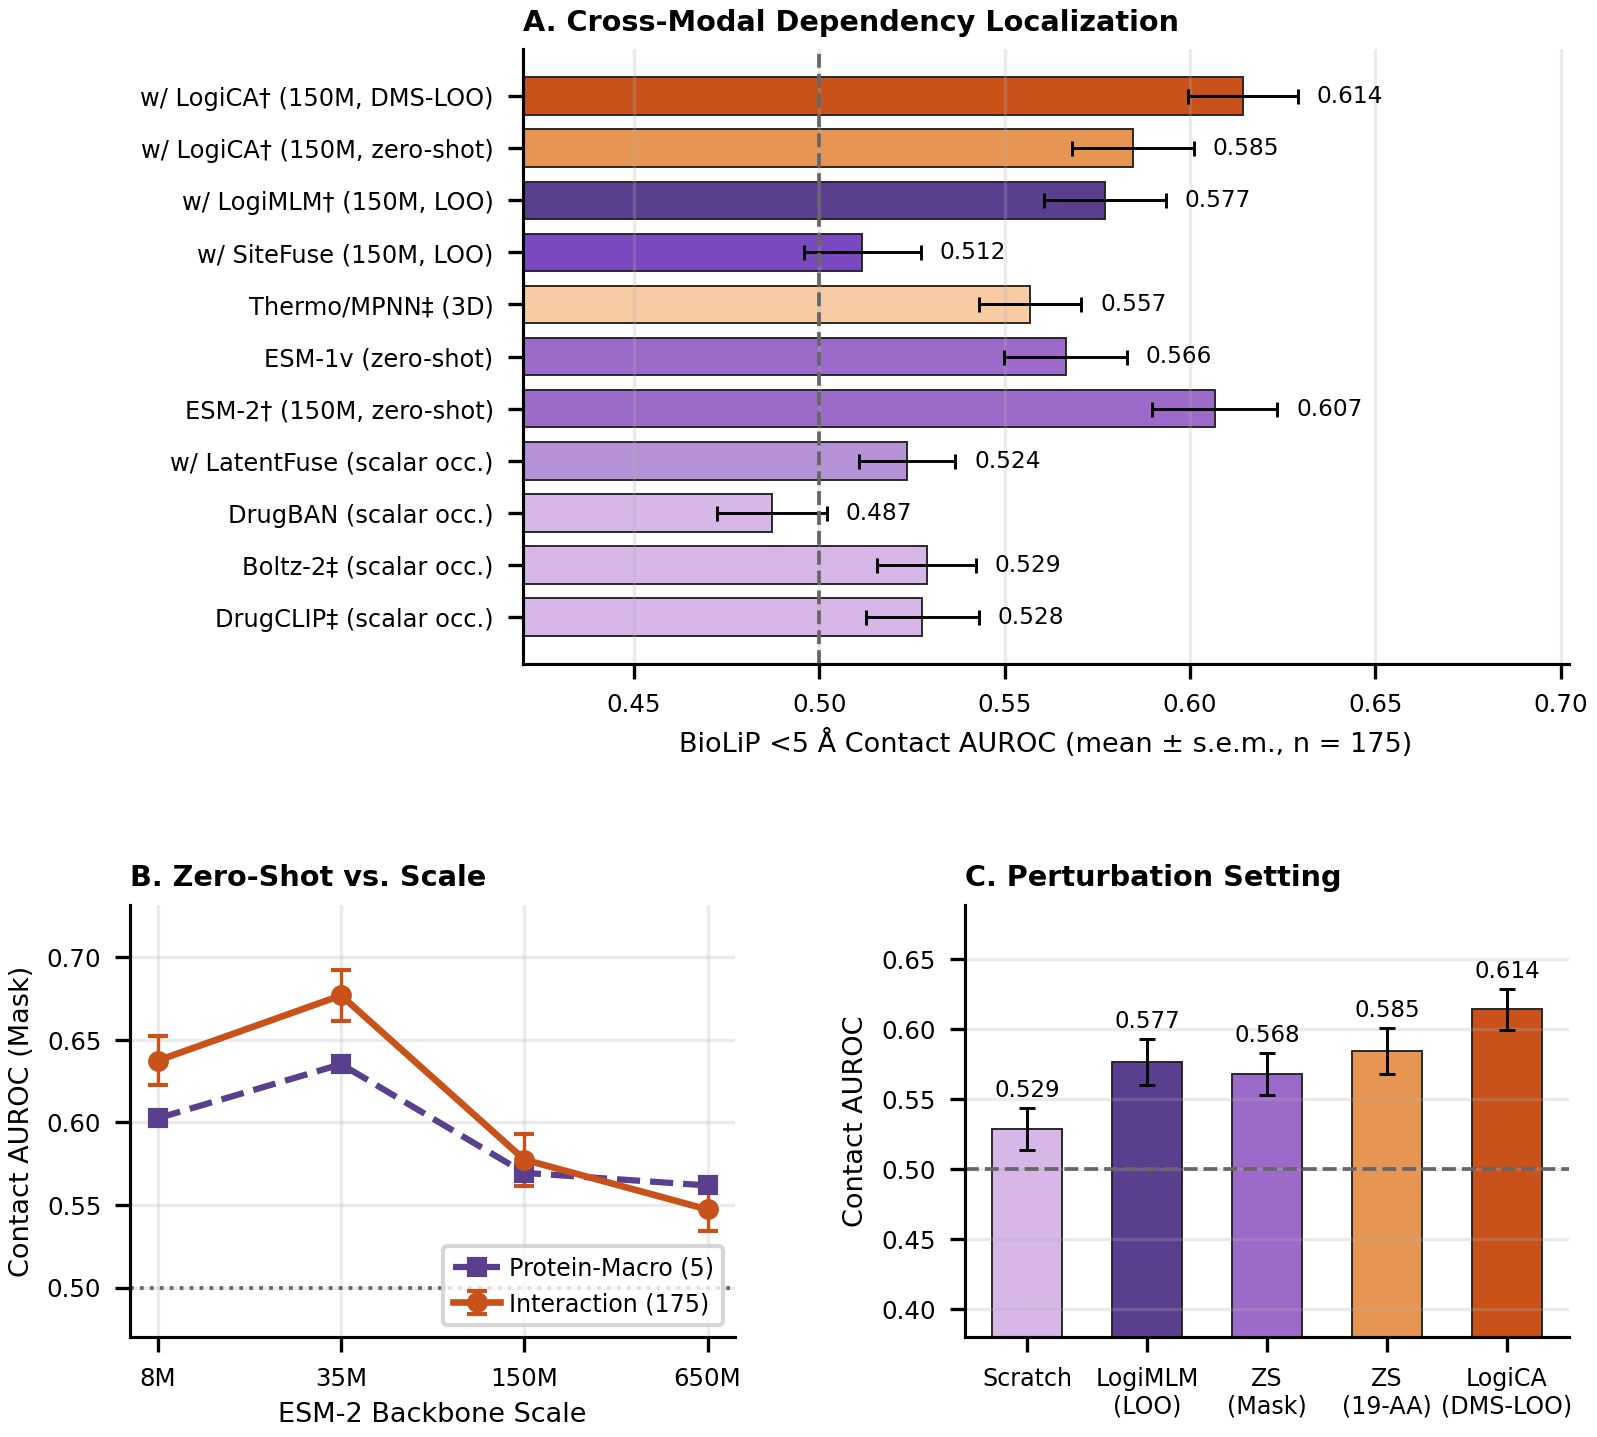 A. Cross-Modal Dependency Localization
w/ LogiCA† (150M, DMS-LOO)
0.614
w/ LogiCA† (150M, zero-shot)
0.585
w/ LogiMLM† (150M, LOO)
0.577
w/ SiteFuse (150M, LOO)
0.512
Thermo/MPNN‡ (3D)
0.557
ESM-1v (zero-shot)
0.566
ESM-2† (150M, zero-shot)
0.607
w/ LatentFuse (scalar occ.)
0.524
DrugBAN (scalar occ.)
0.487
Boltz-2‡ (scalar occ.)
0.529
DrugCLIP‡ (scalar occ.)
0.528
0.45 0.50 0.55 0.60 0.65 0.70
BioLiP <5 Å Contact AUROC (mean ± s.e.m., n = 175)
B. Zero-Shot vs. Scale
Contact AUROC (Mask)
0.70
0.65
0.60
0.55
0.50
Protein-Macro (5)
Interaction (175)
8M 35M 150M 650M
ESM-2 Backbone Scale
C. Perturbation Setting
Contact AUROC
0.65
0.60
0.55
0.50
0.45
0.40
0.529
0.577
0.568
0.585
0.614
Scratch
LogiMLM
(LOO)
ZS
(Mask)
ZS
(19-AA)
LogiCA
(DMS-LOO)